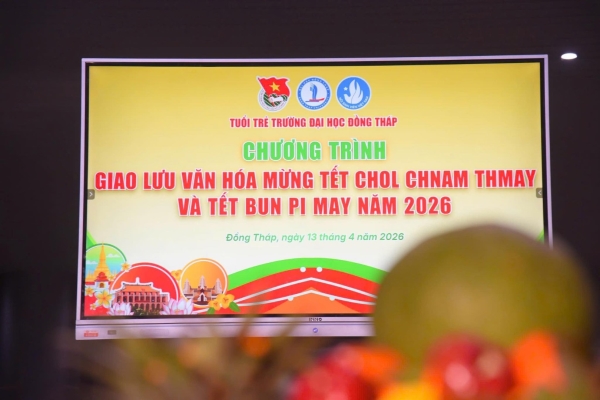 TUỔI TRẺ TRƯỜNG ĐẠI HỌC ĐỒNG THÁP
CHƯƠNG TRÌNH
GIAO LƯU VĂN HÓA MỪNG TẾT CHOL CHNAM THMAY
VÀ TẾT BUN PI MAY NĂM 2026
Đồng Tháp, ngày 13 tháng 4 năm 2026